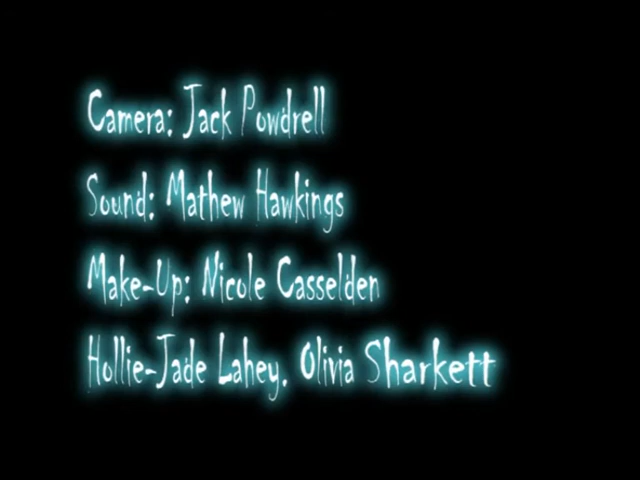 Camera: Jack Powdrell
Sound: Mathew Hawkings
Make-Up: Nicole Casselden
Hollie-Jade Lahey. Olivia Sharkett